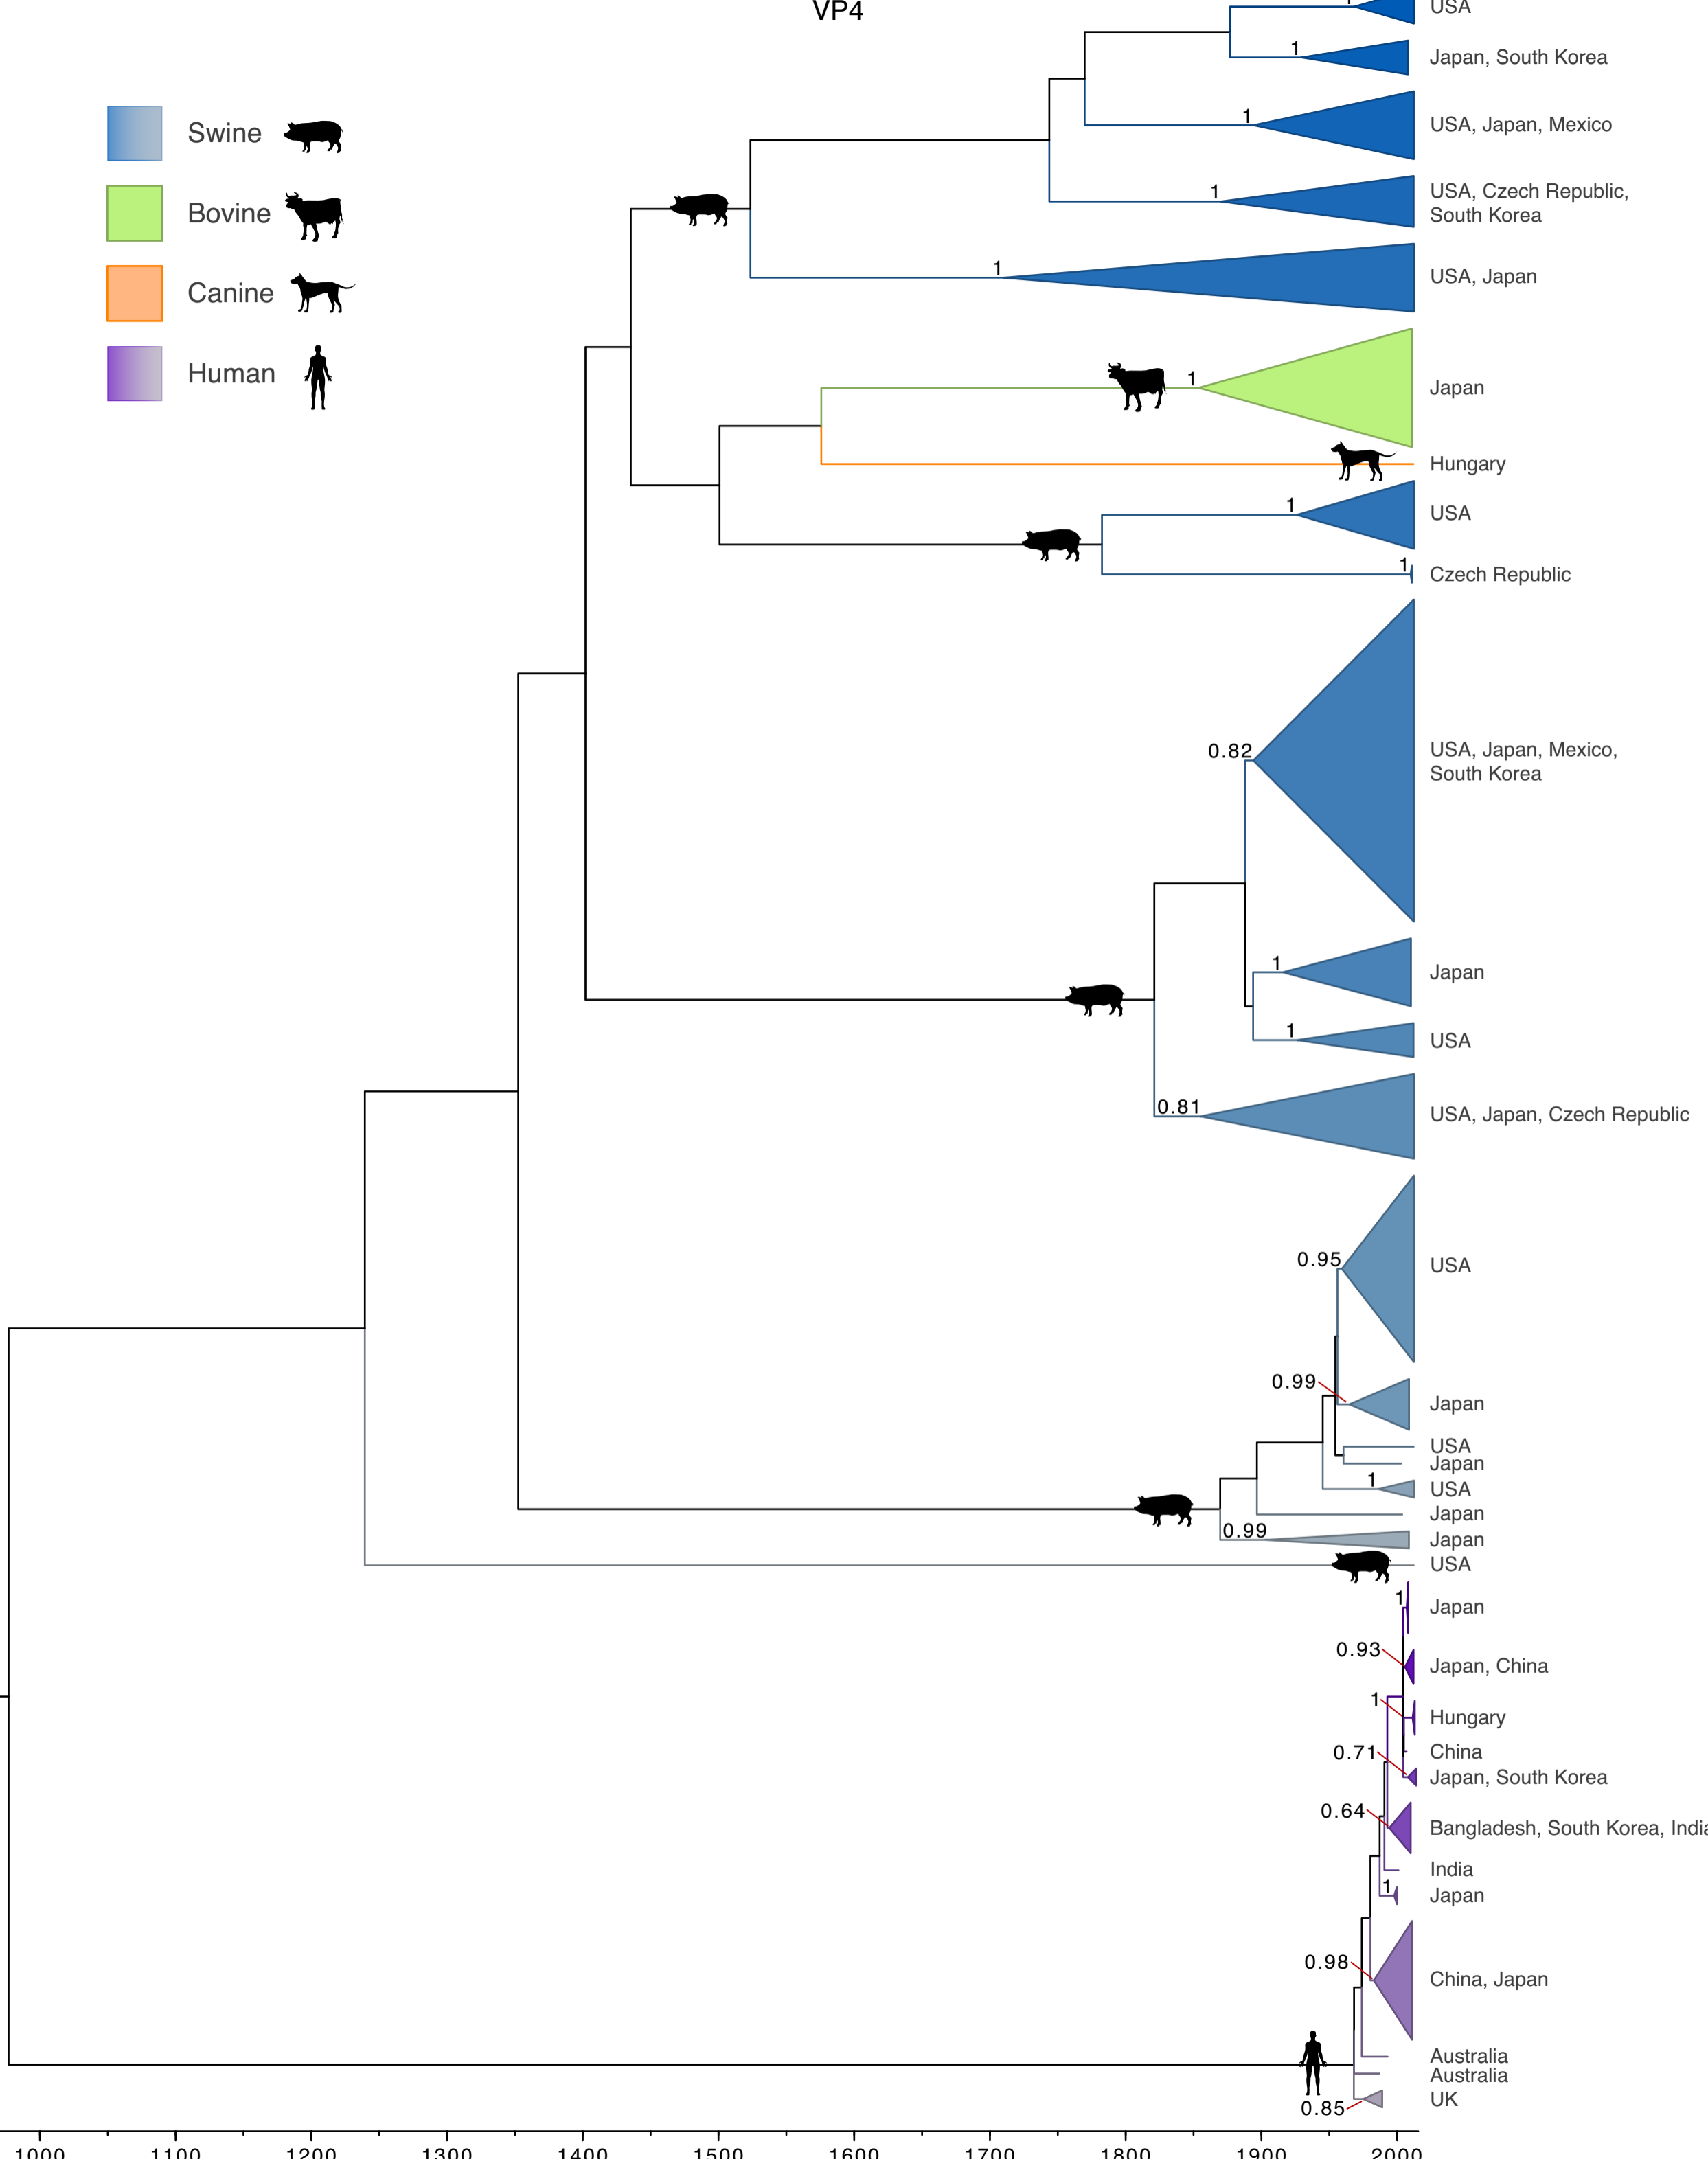 VP4
USA
1
Japan, South Korea
1
USA, Japan, Mexico
1
USA, Czech Republic,
South Korea
1
USA, Japan
Swine
Bovine
Canine
Human
1
Japan
Hungary
1
USA
1
Czech Republic
0.82
USA, Japan, Mexico,
South Korea
1
Japan
1
USA
0.81
USA, Japan, Czech Republic
0.95
USA
0.99
Japan
USA
Japan
1
USA
Japan
0.99
Japan
USA
1
Japan
0.93
Japan, China
1
Hungary
0.71
China
Japan, South Korea
0.64
Bangladesh, South Korea, India
India
1
Japan
0.98
China, Japan
Australia
Australia
0.85
UK
1000 1100 1200 1300 1400 1500 1600 1700 1800 1900 2000